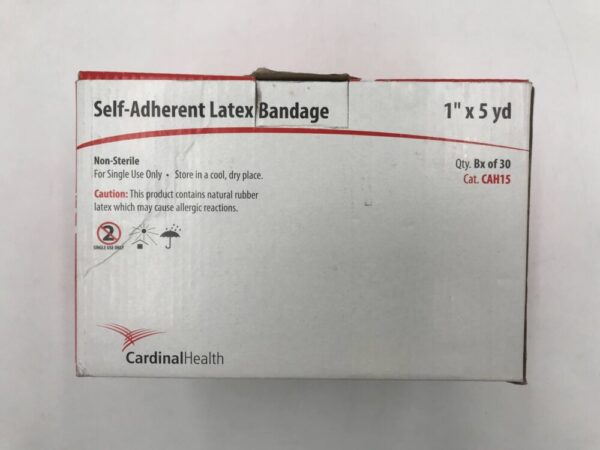 Self-Adherent Latex Bandage
1" x 5 yd
Non-Sterile
For Single Use Only • Store in a cool, dry place.
Caution: This product contains natural rubber
latex which may cause allergic reactions.
Qty. Bx of 30
Cat. CAH15
2
SINGLE USE ONLY
CardinalHealth